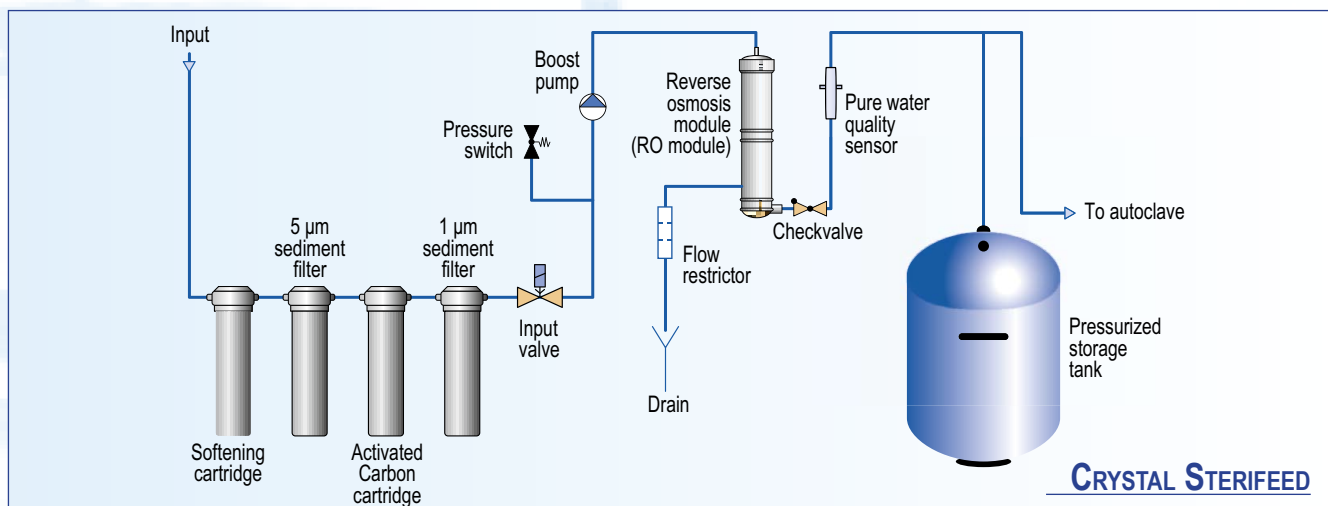 Input
Boost
pump
Pressure
switch
Reverse
osmosis
module
(RO module)
Pure water
quality
sensor
To autoclave
Checkvalve
Flow
restrictor
5 µm
sediment
filter
1 µm
sediment
filter
Input
valve
Pressurized
storage
tank
Drain
Softening
cartridge
Activated
Carbon
cartridge
CRYSTAL STERIFEED